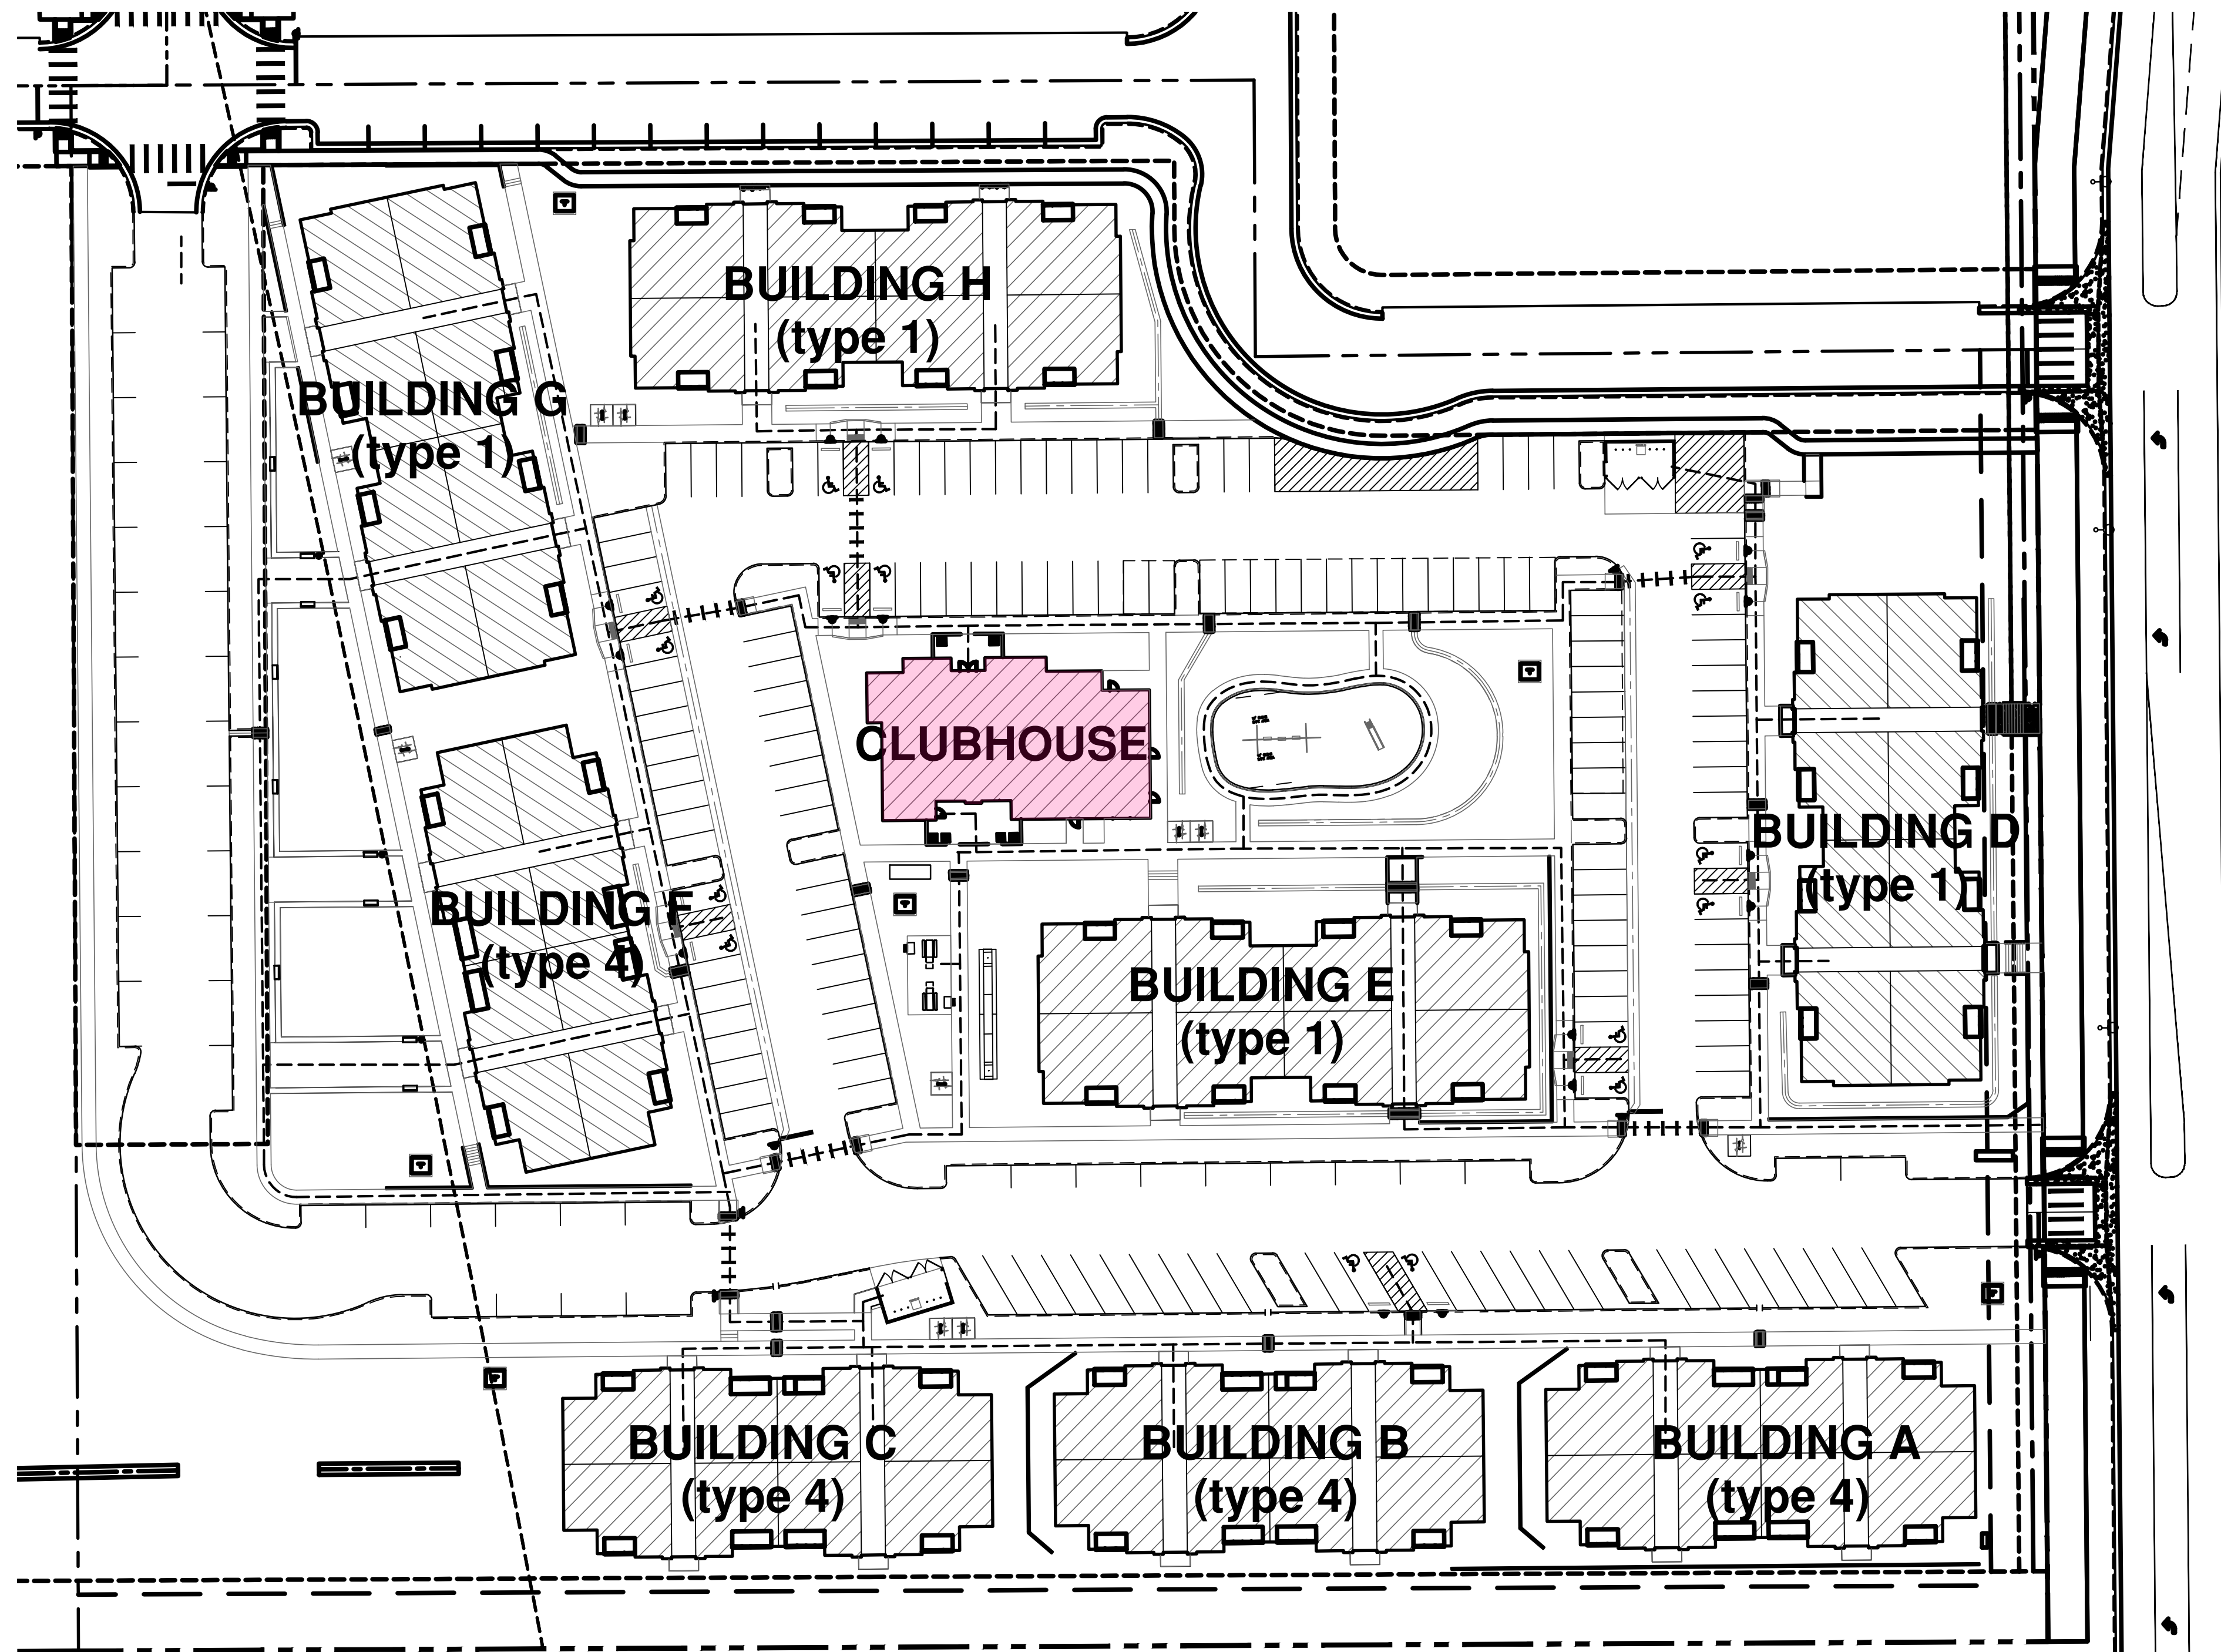 BUILDING H
(type 1)
BUILDING G
(type 1)
CLUBHOUSE
BUILDING D
(type 1)
BUILDING F
(type 4)
BUILDING E
(type 1)
BUILDING C
(type 4)
BUILDING B
(type 4)
BUILDING A
(type 4)